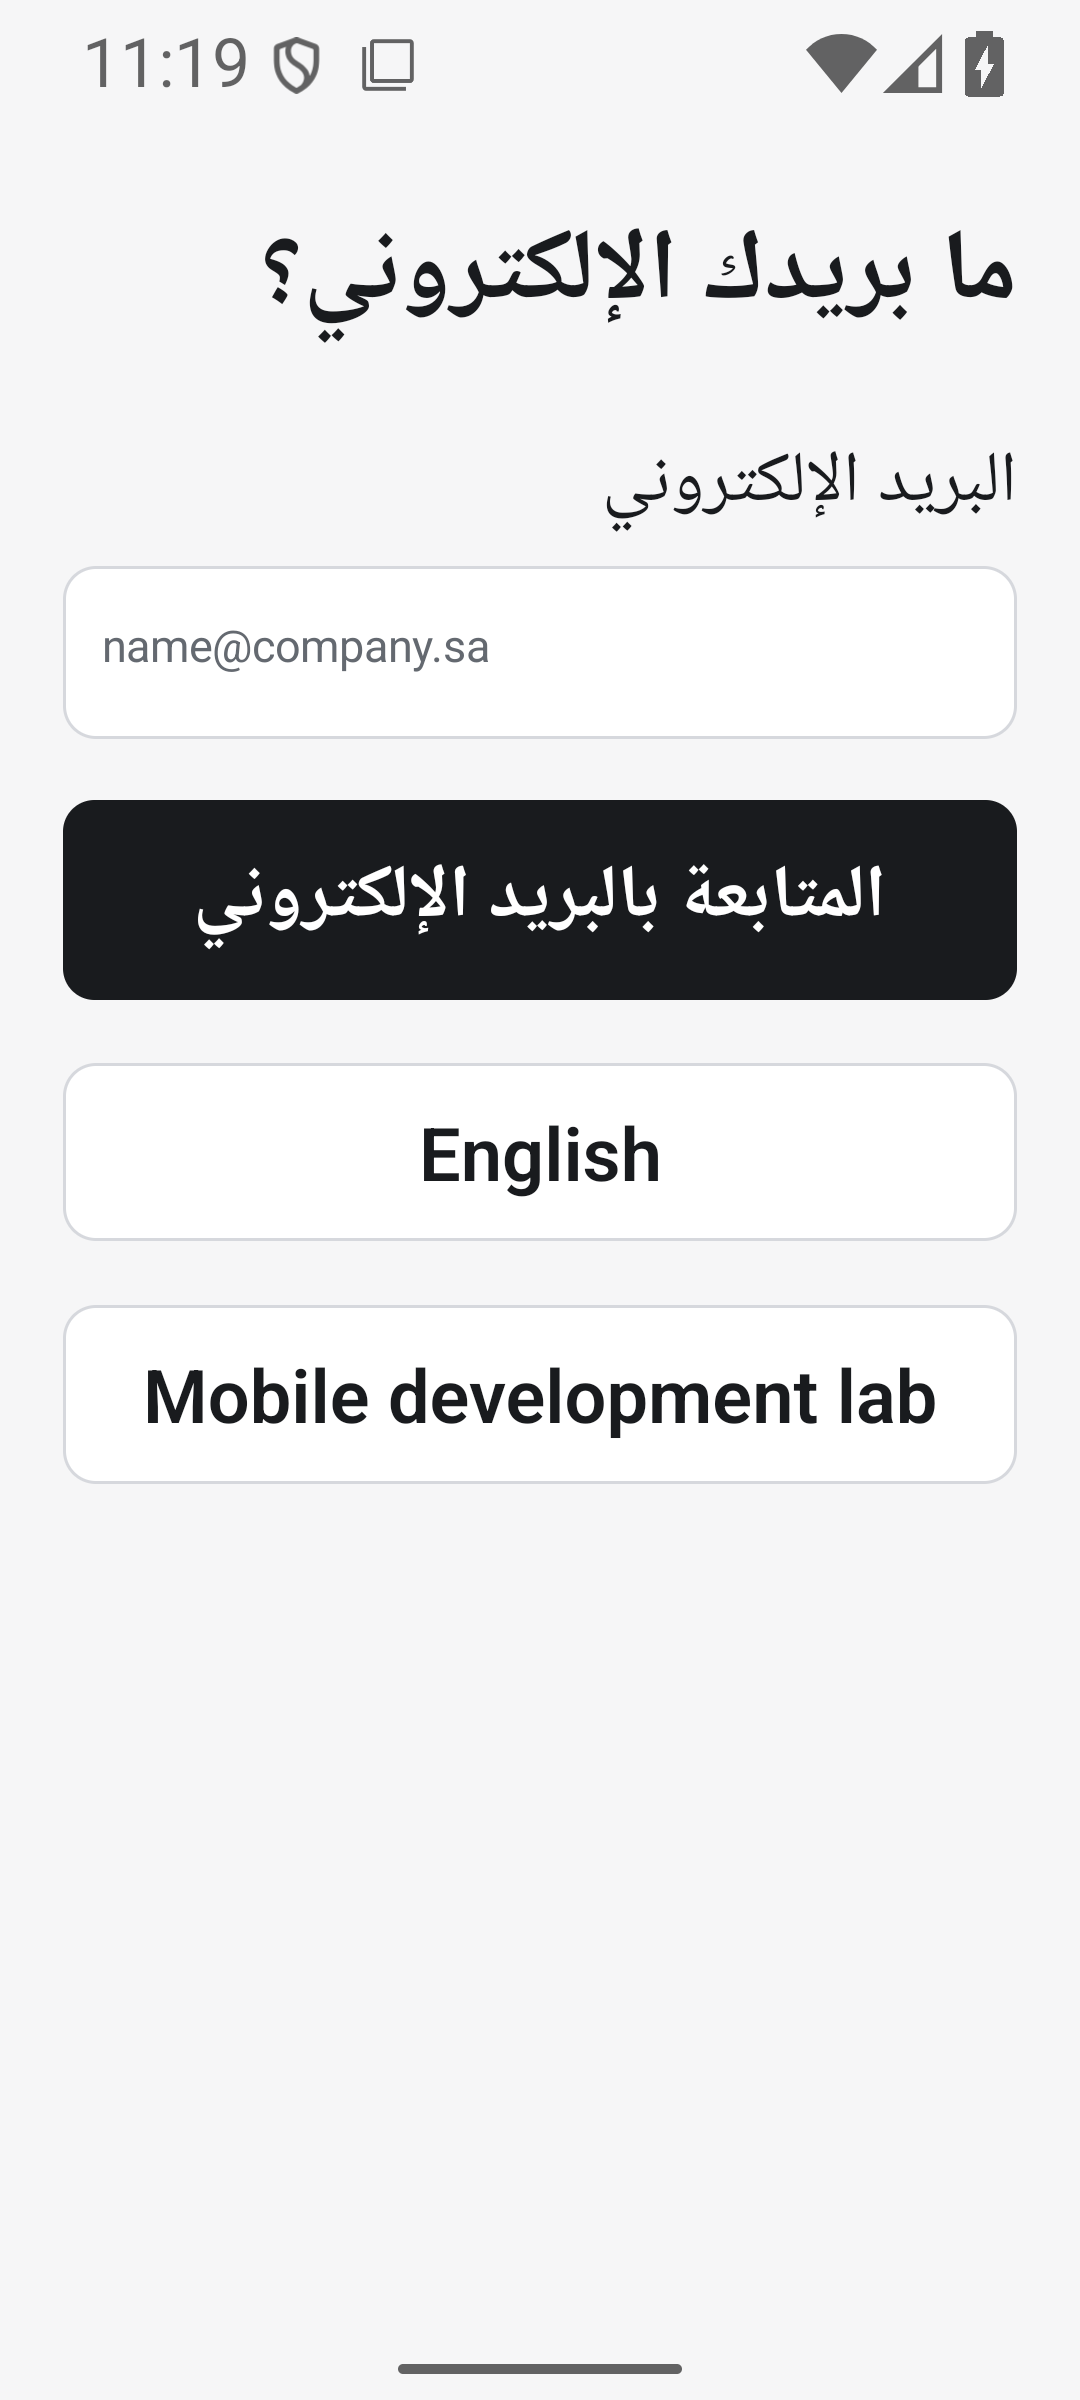 11:19
ما بريدك الإلكتروني؟
البريد الإلكتروني
name@company.sa
المتابعة بالبريد الإلكتروني
English
Mobile development lab